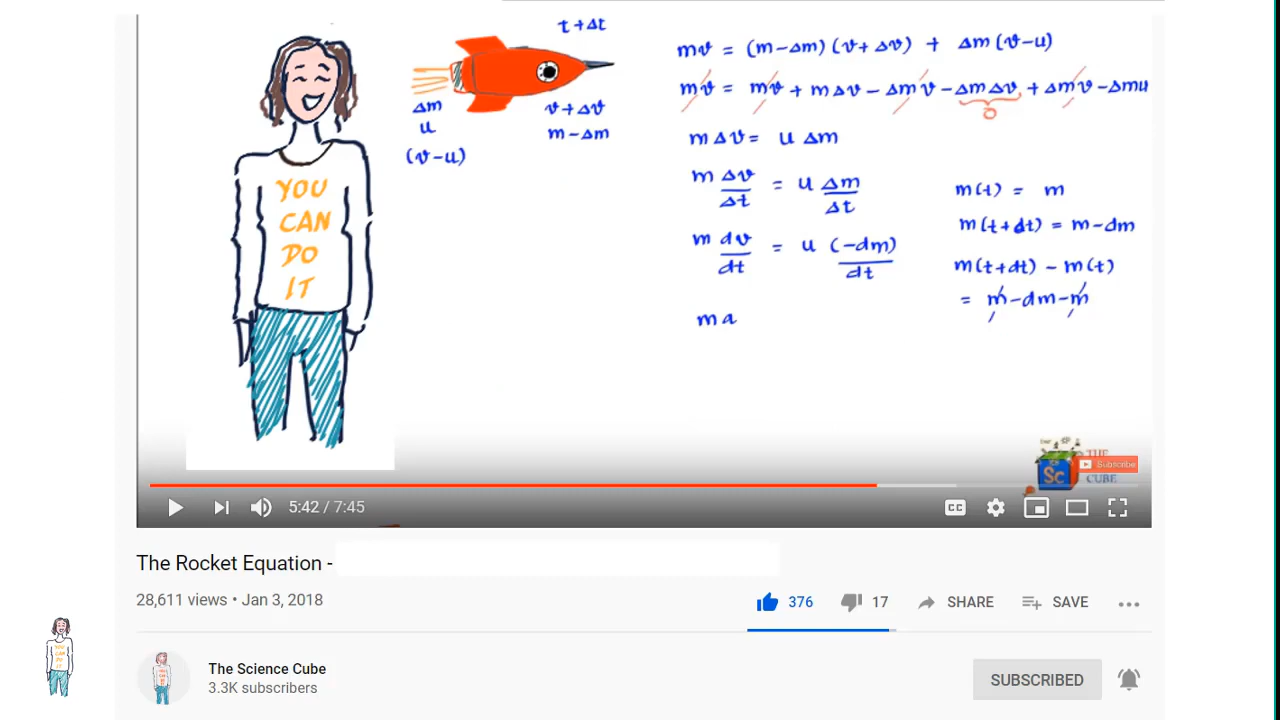 t+Δt
mv = (m-Δm) (v+Δv) + Δm (v-u)
mv = mv + mΔv - Δmv - ΔmΔv + Δmv - Δmu
0
Δm
u
(v-u)
v+Δv
m-Δm
mΔv = u Δm
m Δv/Δt = u Δm/Δt
m dv/dt = u (-dm)/dt
ma
m(t) = m
m(t+dt) = m-dm
m(t+dt) - m(t)
= m-dm-m
YOU
CAN
DO
IT
Sc
THE
Subscribe
CUBE
5:42 / 7:45
CC
The Rocket Equation -
28,611 views • Jan 3, 2018
376 17 SHARE SAVE
The Science Cube
3.3K subscribers
SUBSCRIBED